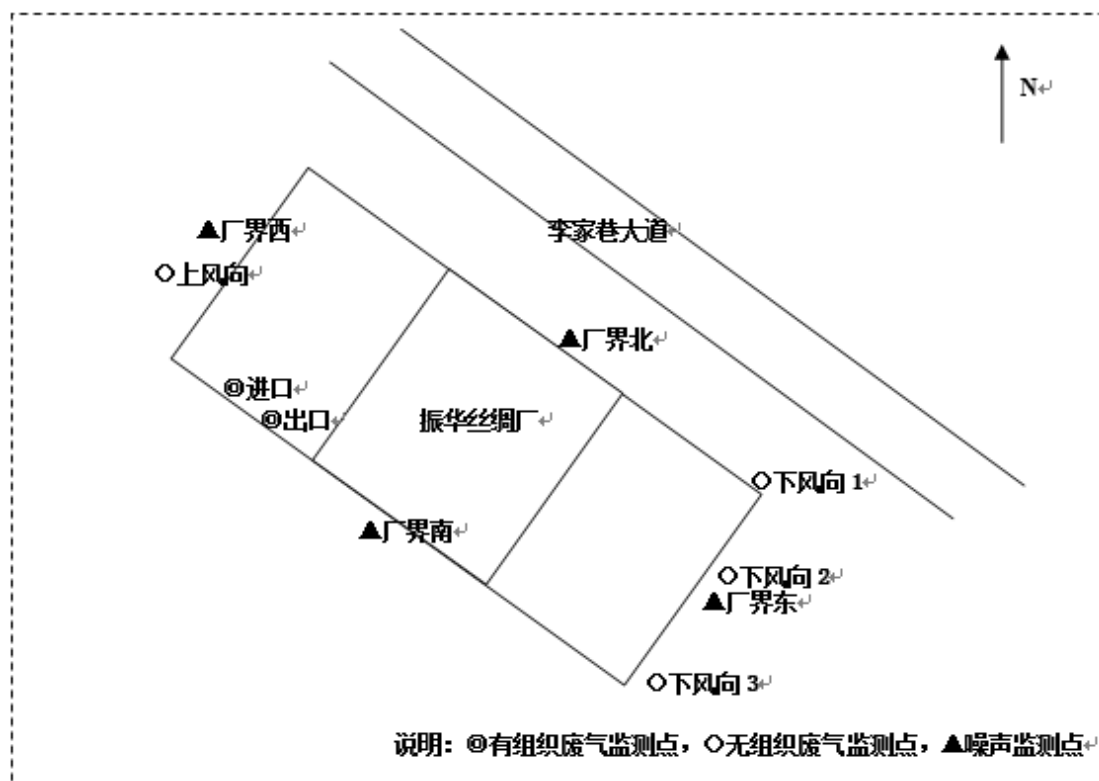 N
▲厂界西
李家巷大道
○上风向
▲厂界北
◎进口
◎出口
振华丝绸厂
○下风向 1
▲厂界南
○下风向 2
▲厂界东
○下风向 3
说明：◎有组织废气监测点，○无组织废气监测点，▲噪声监测点